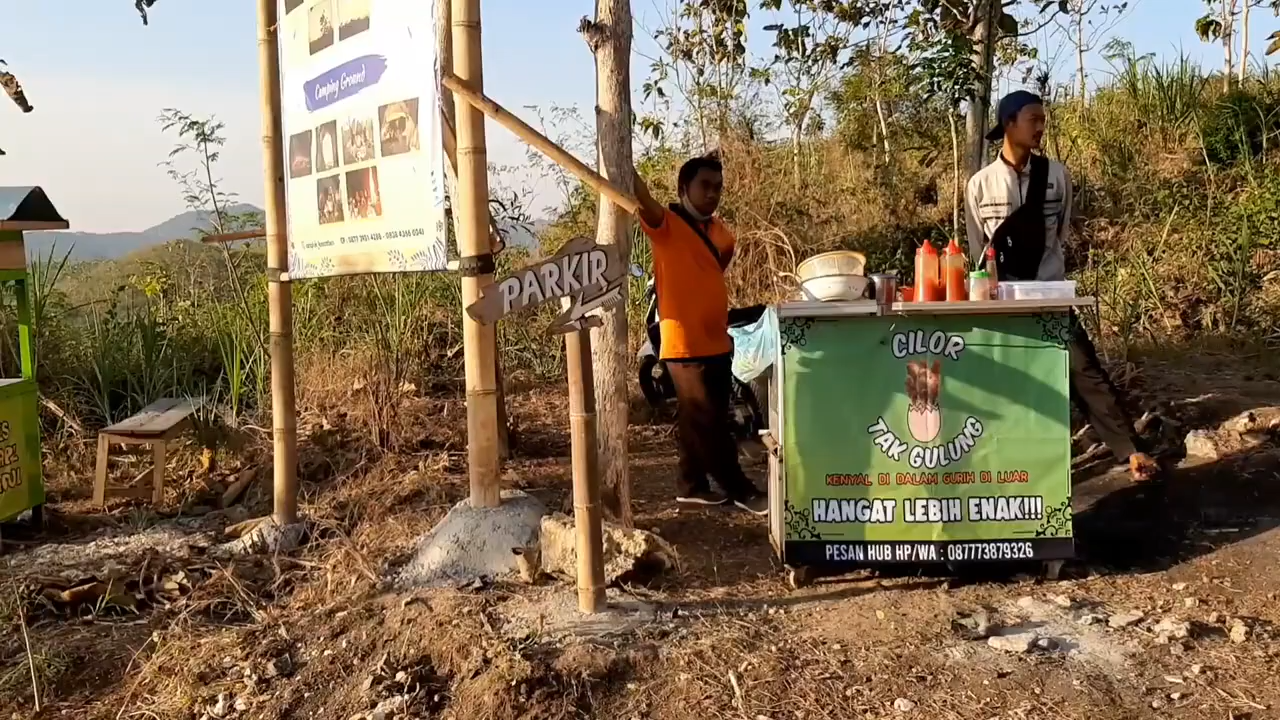 Camping Ground
PARKIR
CILOR
TAK GULUNG
KENYAL DI DALAM GURIH DI LUAR
HANGAT LEBIH ENAK!!!
PESAN HUB HP/WA : 087773879326